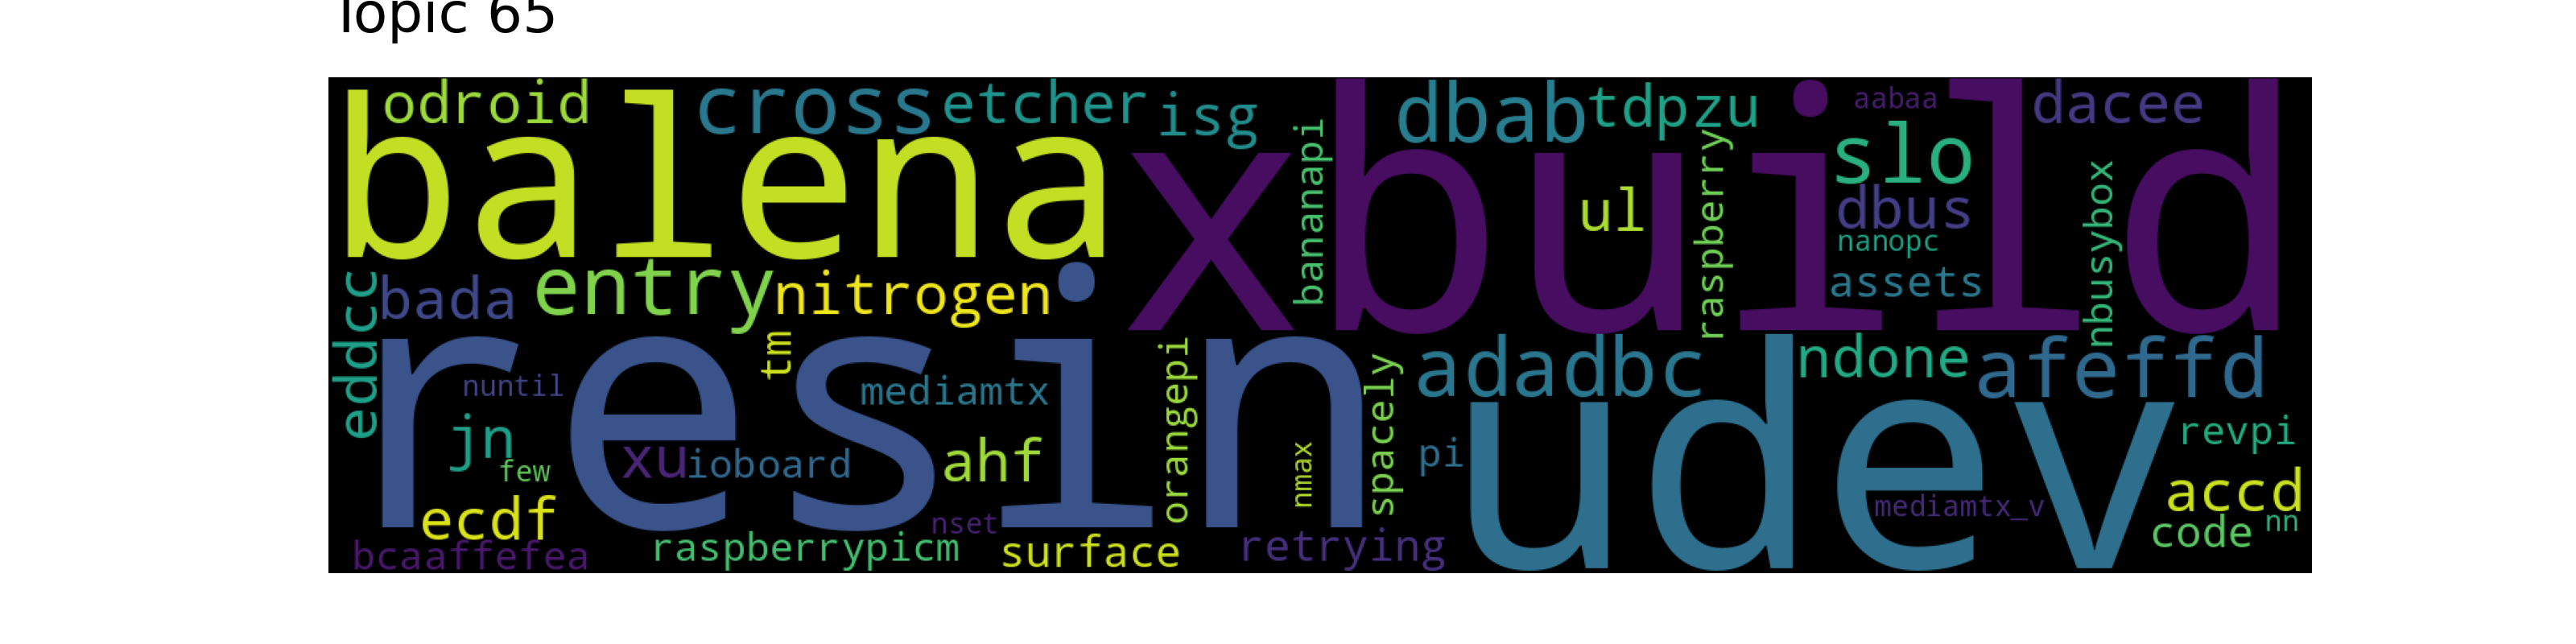 Topic 65
odroid
cross
etcher
isg
dbab
tdpzu
aabaa
dacee
balena
xbuild
bananapi
raspberry
ul
slo
dbus
nanopc
assets
nbusybox
eddcc
bada
entry
nitrogen
tm
resin
nuntil
mediamtx
jn
few
xu
ioboard
ahf
orangepi
nmax
spacely
adadbc
ndone
afeffd
pi
udev
revpi
mediamtx_v
accd
code
nn
ecdf
nset
bcaaffefea
raspberrypicm
surface
retrying